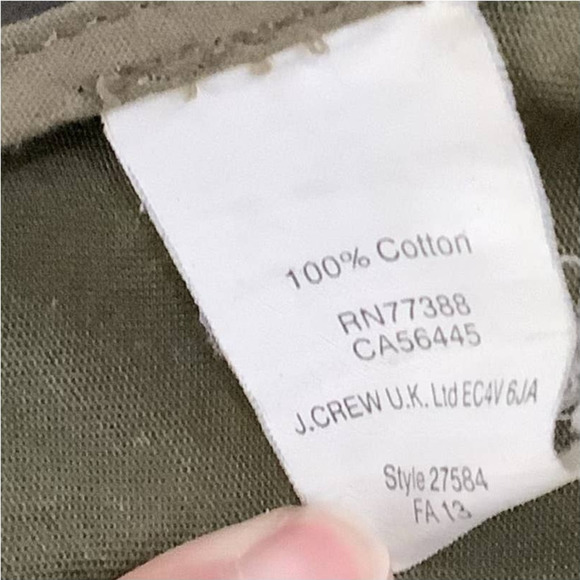 100% Cotton
RN77388
CA56445
J.CREW U.K. Ltd EC4V 6JA
Style 27584
FA 13